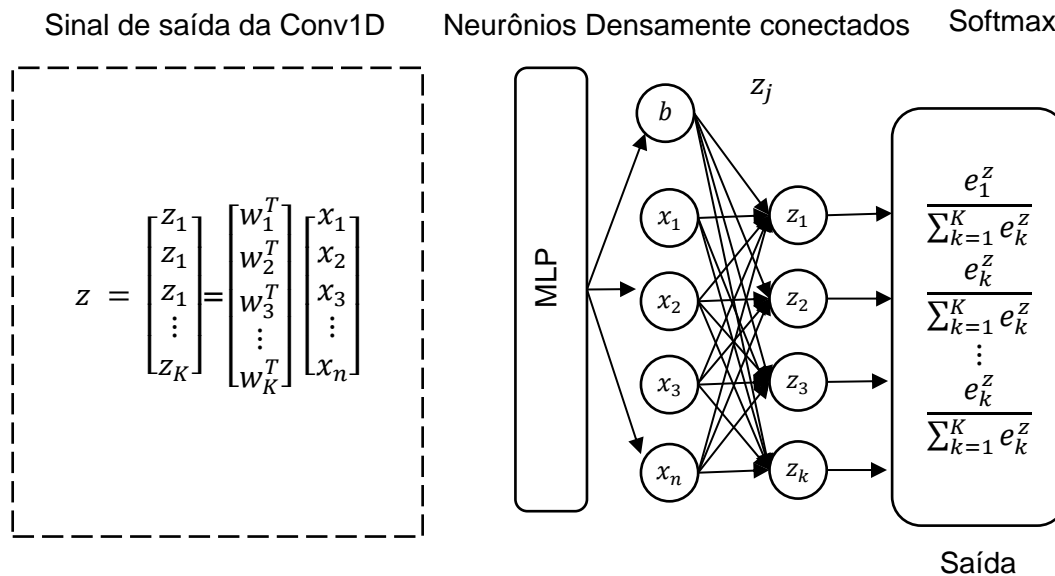 Sinal de saída da Conv1D
z = [z_1 z_1 z_1 ⋮ z_K] = [w_1^T w_2^T w_3^T ⋮ w_K^T] [x_1 x_2 x_3 ⋮ x_n]
Neurônios Densamente conectados
MLP
b
x_1
x_2
x_3
x_n
z_j
z_1
z_2
z_3
z_k
Softmax
e_1^z / ∑_{k=1}^K e_k^z
e_k^z / ∑_{k=1}^K e_k^z
⋮
e_k^z / ∑_{k=1}^K e_k^z
Saída